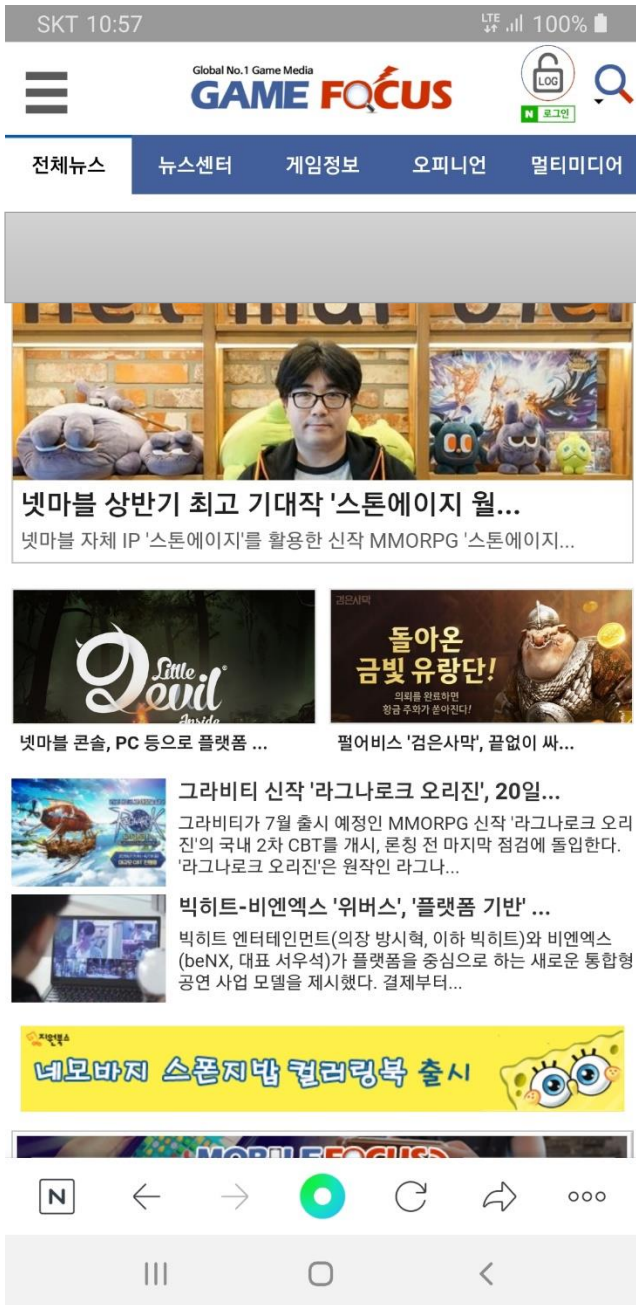 SKT 10:57
LTE 100%
Global No.1 Game Media
GAME FOCUS
LOG
N 로그인
전체뉴스 뉴스센터 게임정보 오피니언 멀티미디어
넷마블 상반기 최고 기대작 '스톤에이지 월...
넷마블 자체 IP '스톤에이지'를 활용한 신작 MMORPG '스톤에이지...
Little
Devil
Inside
넷마블 콘솔, PC 등으로 플랫폼 ...
검은사막
돌아온
금빛 유랑단!
의뢰를 완료하면
황금 주화가 쏟아진다!
펄어비스 '검은사막', 끝없이 싸...
그라비티 신작 '라그나로크 오리진', 20일...
그라비티가 7월 출시 예정인 MMORPG 신작 '라그나로크 오리
진'의 국내 2차 CBT를 개시, 론칭 전 마지막 점검에 돌입한다.
'라그나로크 오리진'은 원작인 라그나...
빅히트-비엔엑스 '위버스', '플랫폼 기반' ...
빅히트 엔터테인먼트(의장 방시혁, 이하 빅히트)와 비엔엑스
(beNX, 대표 서우석)가 플랫폼을 중심으로 하는 새로운 통합형
공연 사업 모델을 제시했다. 결제부터...
지원북스
네모바지 스폰지밥 컬러링북 출시
MOBILE FOCUS
N